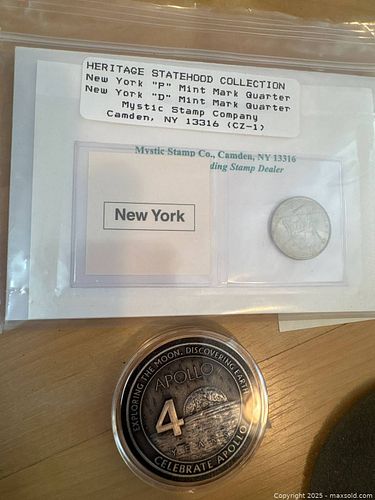 HERITAGE STATEHOOD COLLECTION
New York "P" Mint Mark Quarter
New York "D" Mint Mark Quarter
Mystic Stamp Company
Camden, NY 13316 (CZ-1)
Mystic Stamp Co., Camden, NY 13316
ding Stamp Dealer
New York
EXPLORING THE MOON, DISCOVERING EARTH
APOLLO
4
YEARS
CELEBRATE APOLLO
Copyright 2025 - maxsold.com